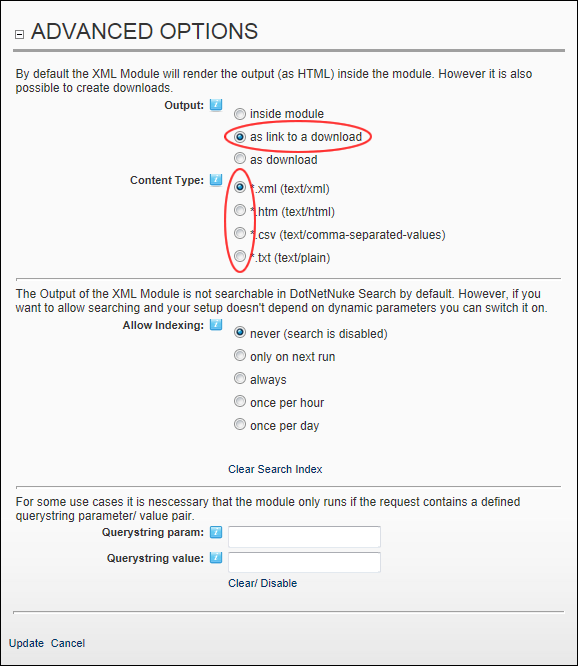 ADVANCED OPTIONS
By default the XML Module will render the output (as HTML) inside the module. However it is also
possible to create downloads.
Output:
inside module
as link to a download
as download
Content Type:
*.xml (text/xml)
*.htm (text/html)
*.csv (text/comma-separated-values)
*.txt (text/plain)
The Output of the XML Module is not searchable in DotNetNuke Search by default. However, if you
want to allow searching and your setup doesn't depend on dynamic parameters you can switch it on.
Allow Indexing:
never (search is disabled)
only on next run
always
once per hour
once per day
Clear Search Index
For some use cases it is nescessary that the module only runs if the request contains a defined
querystring parameter/ value pair.
Querystring param:
Querystring value:
Clear/ Disable
Update Cancel